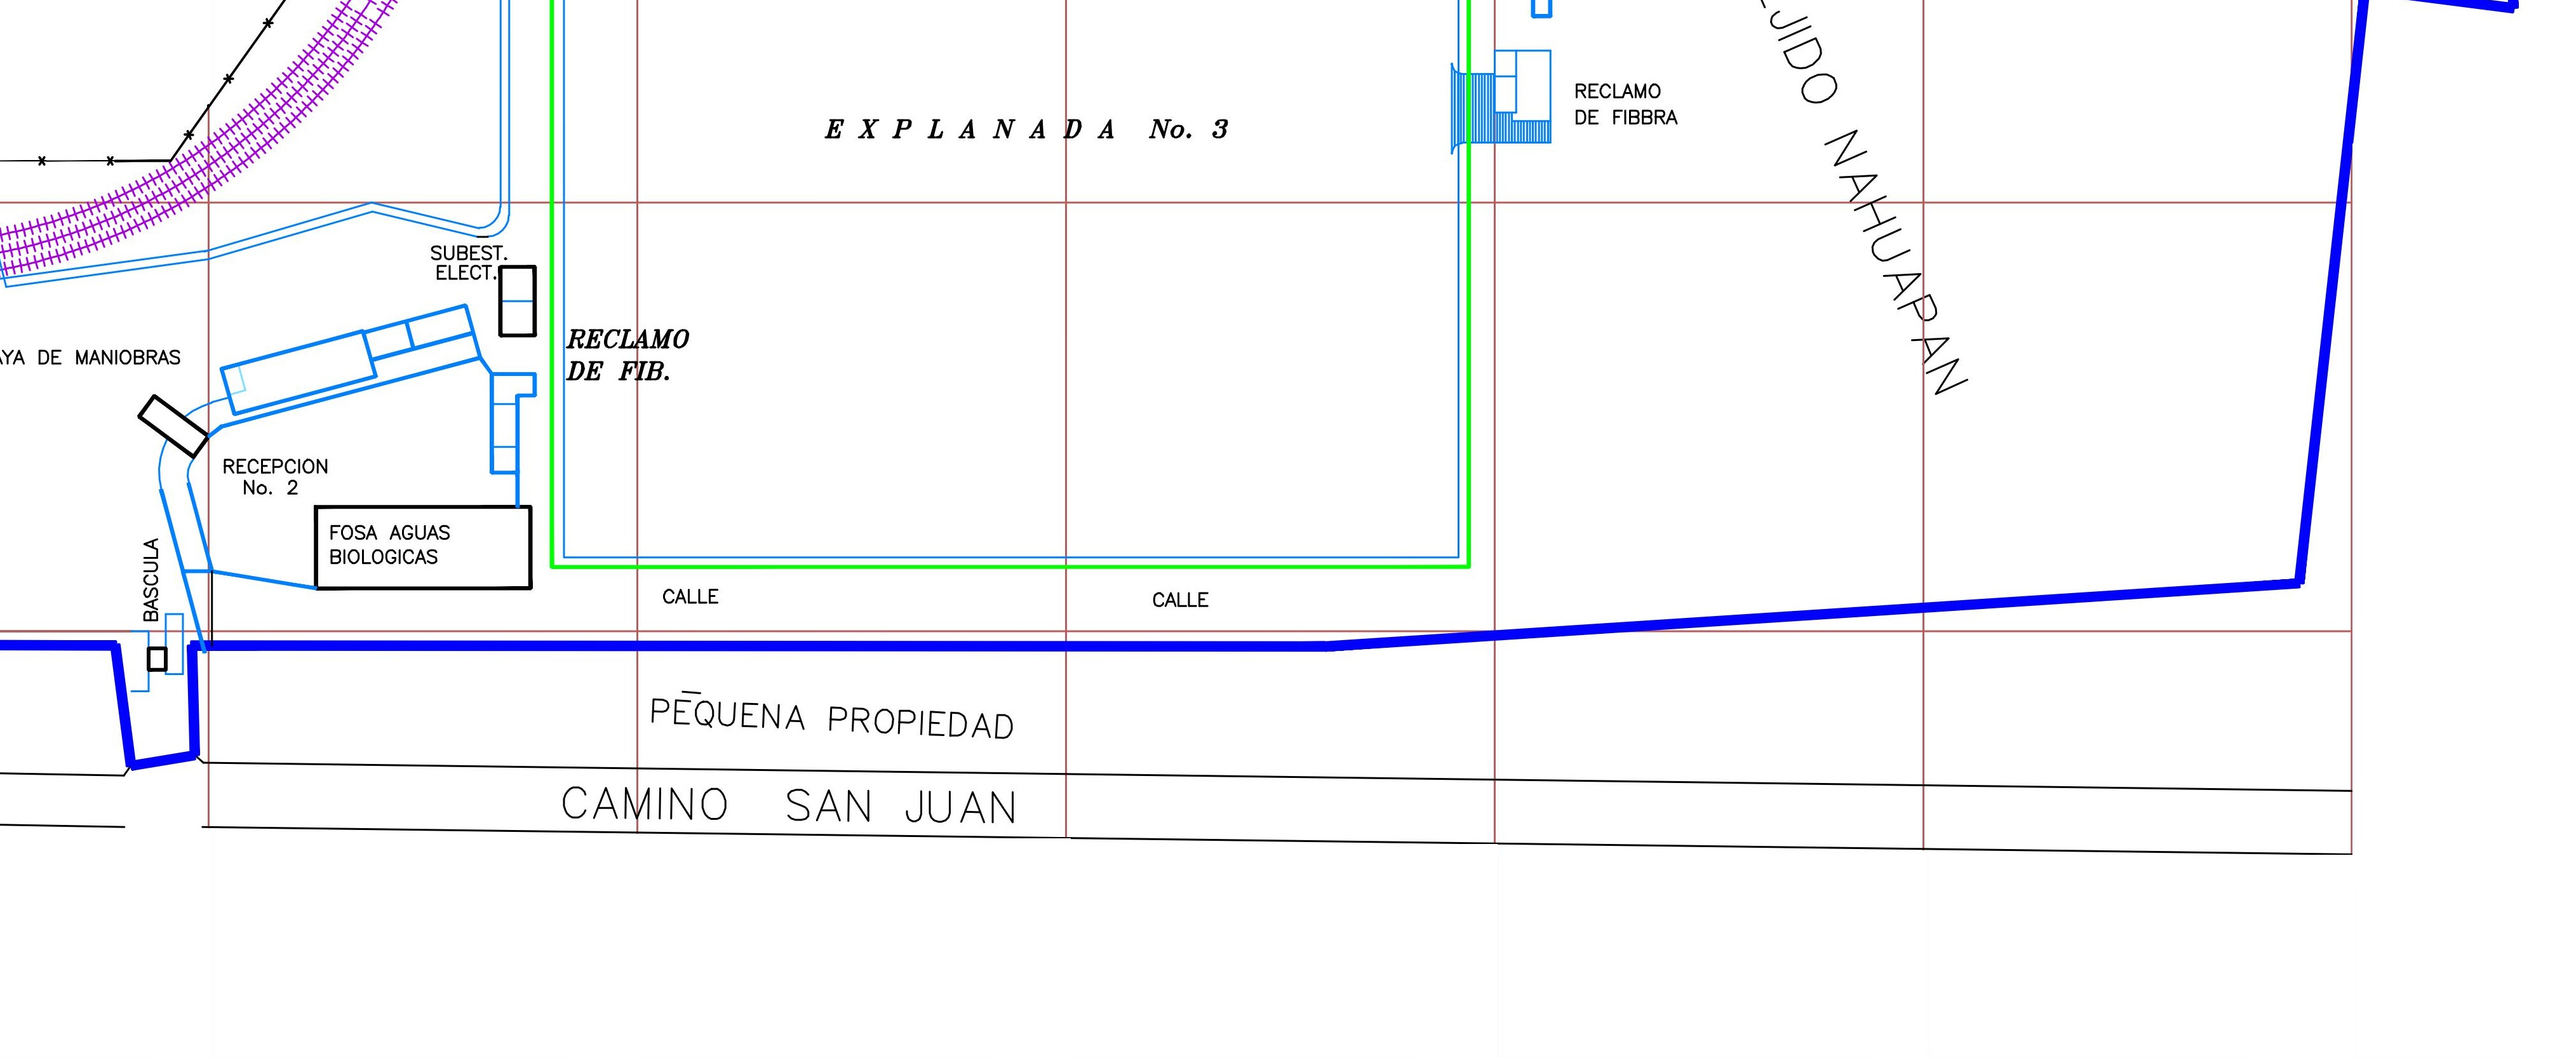 E X P L A N A D A No. 3
RECLAMO
DE FIBBRA
JIDO NAHUAPAN
SUBEST.
ELECT.
RECLAMO
DE FIB.
AYA DE MANIOBRAS
RECEPCION
No. 2
FOSA AGUAS
BIOLOGICAS
BASCULA
CALLE
CALLE
PEQUENA PROPIEDAD
CAMINO SAN JUAN